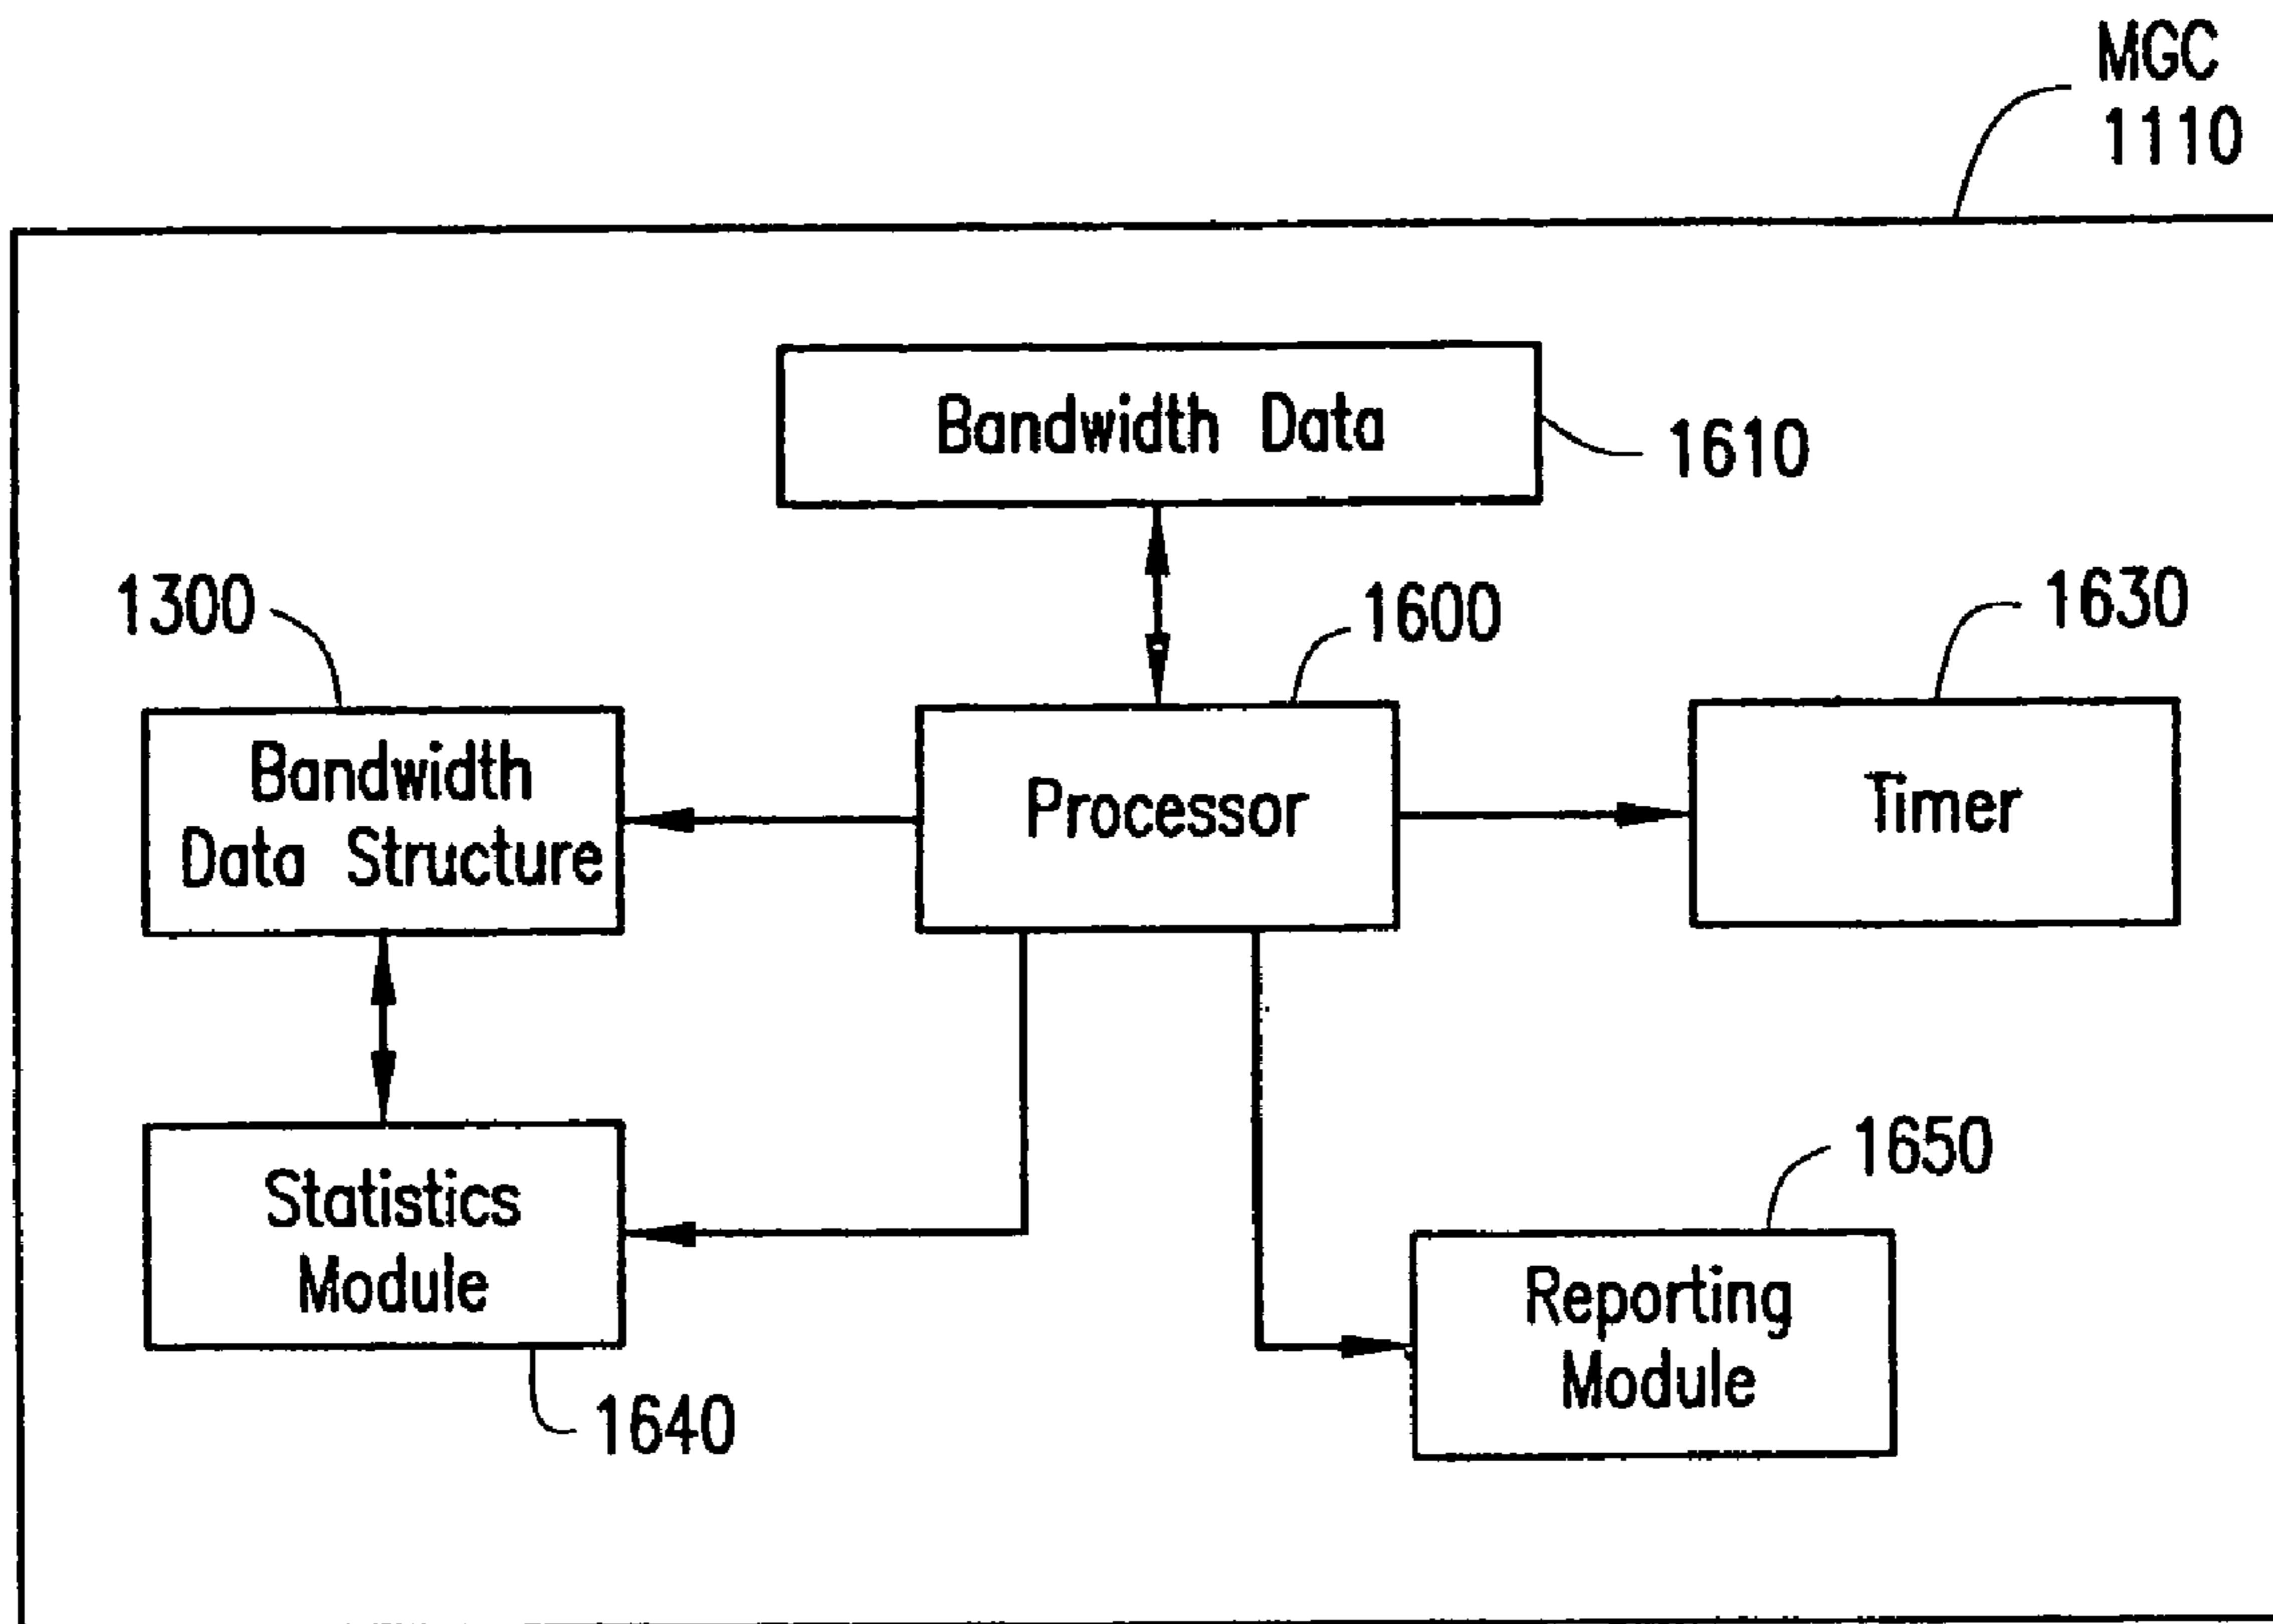 MGC
1110
Bandwidth Data
1610
1300
1600
1630
Bandwidth
Data Structure
Processor
Timer
Statistics
Module
1650
Reporting
Module
1640